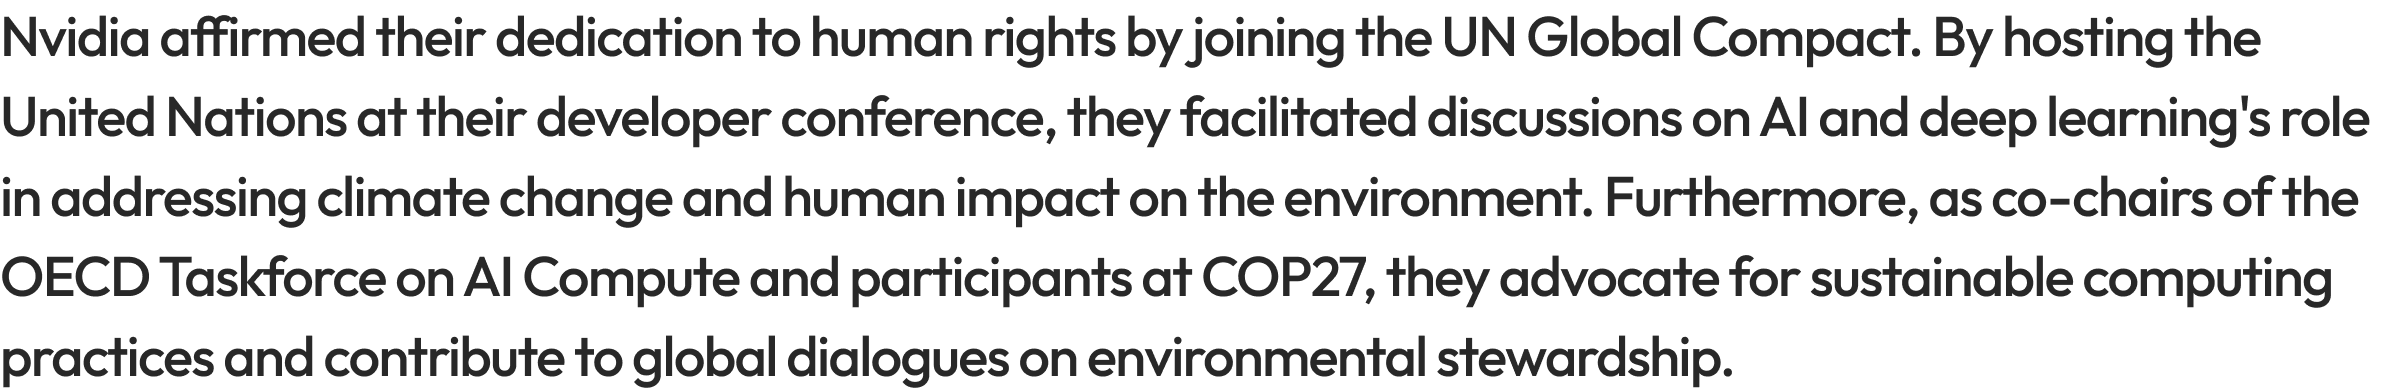 Nvidia affirmed their dedication to human rights by joining the UN Global Compact. By hosting the
United Nations at their developer conference, they facilitated discussions on AI and deep learning's role
in addressing climate change and human impact on the environment. Furthermore, as co-chairs of the
OECD Taskforce on AI Compute and participants at COP27, they advocate for sustainable computing
practices and contribute to global dialogues on environmental stewardship.